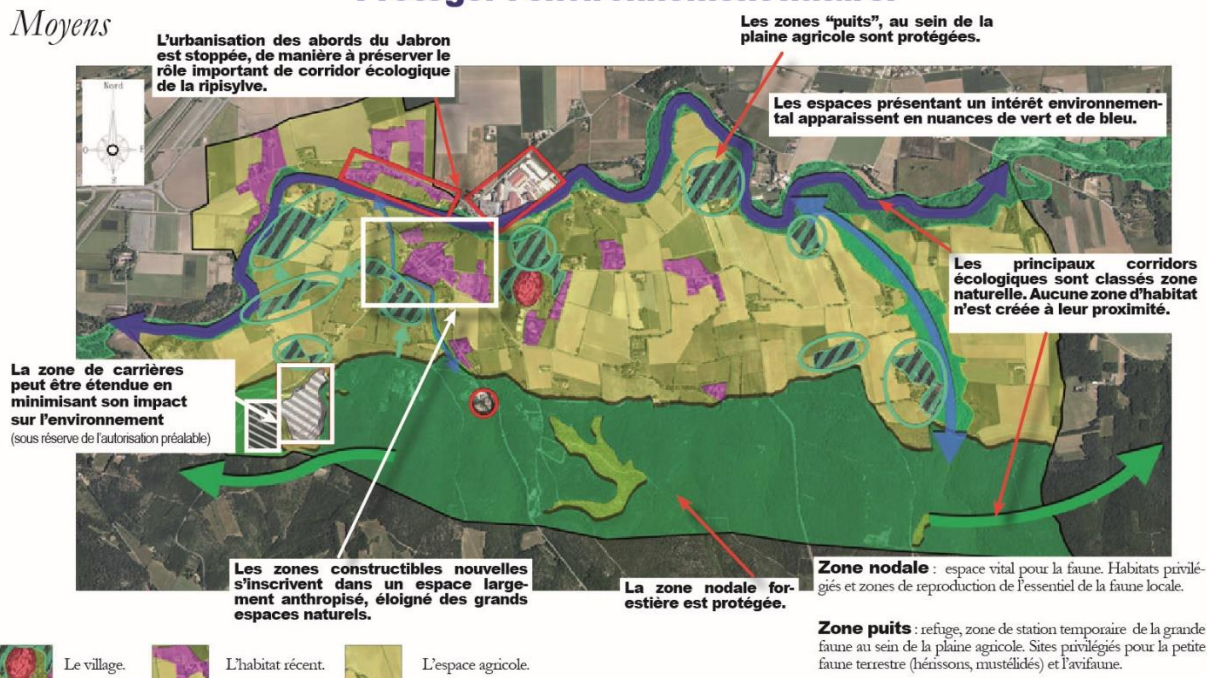 Moyens
L'urbanisation des abords du Jabron
est stoppée, de manière à préserver le
rôle important de corridor écologique
de la ripisylve.
Les zones “puits”, au sein de la
plaine agricole sont protégées.
Nord
Les espaces présentant un intérêt environnemen-
tal apparaissent en nuances de vert et de bleu.
Les principaux corridors
écologiques sont classés zone
naturelle. Aucune zone d'habitat
n'est créée à leur proximité.
La zone de carrières
peut être étendue en
minimisant son impact
sur l'environnement
(sous réserve de l'autorisation préalable)
Les zones constructibles nouvelles
s'inscrivent dans un espace large-
ment anthropisé, éloigné des grands
espaces naturels.
La zone nodale for-
estière est protégée.
Zone nodale : espace vital pour la faune. Habitats privilé-
giés et zones de reproduction de l'essentiel de la faune locale.
Zone puits : refuge, zone de station temporaire de la grande
faune au sein de la plaine agricole. Sites privilégiés pour la petite
faune terrestre (hérissons, mustélidés) et l'avifaune.
Le village.
L'habitat récent.
L'espace agricole.